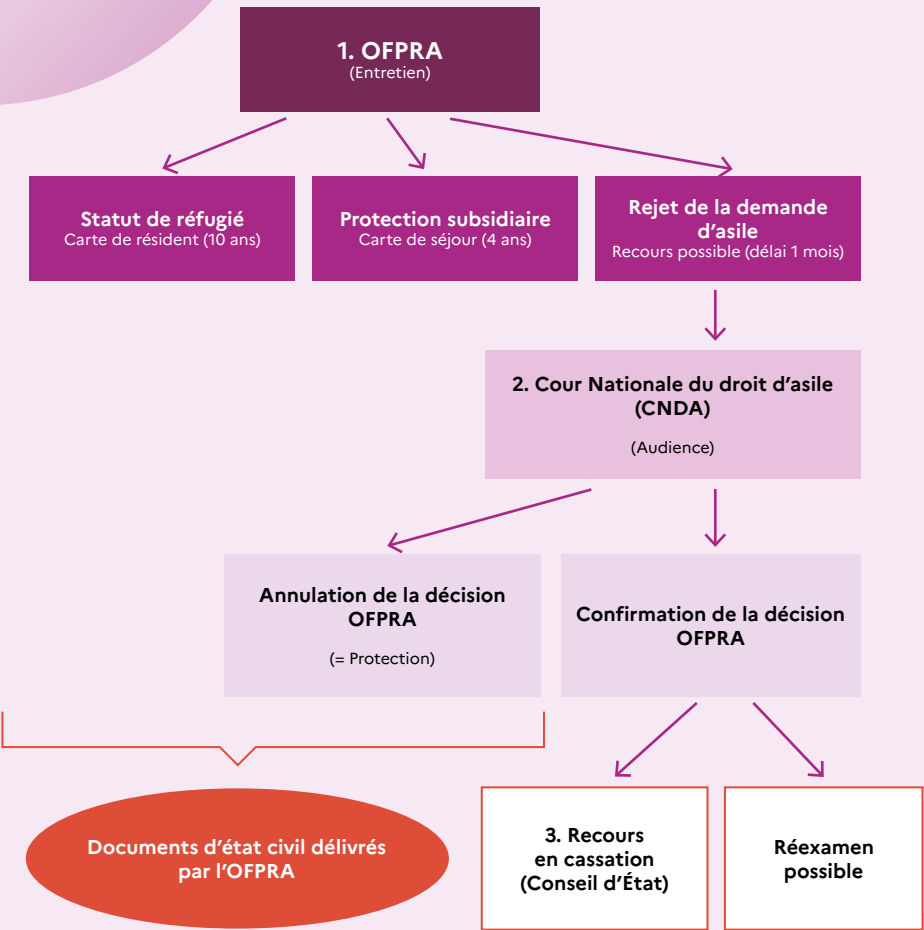 1. OFPRA
(Entretien)
Statut de réfugié
Carte de résident (10 ans)
Protection subsidiaire
Carte de séjour (4 ans)
Rejet de la demande
d'asile
Recours possible (délai 1 mois)
2. Cour Nationale du droit d'asile
(CNDA)
(Audience)
Annulation de la décision
OFPRA
(= Protection)
Confirmation de la décision
OFPRA
Documents d'état civil délivrés
par l'OFPRA
3. Recours
en cassation
(Conseil d'État)
Réexamen
possible